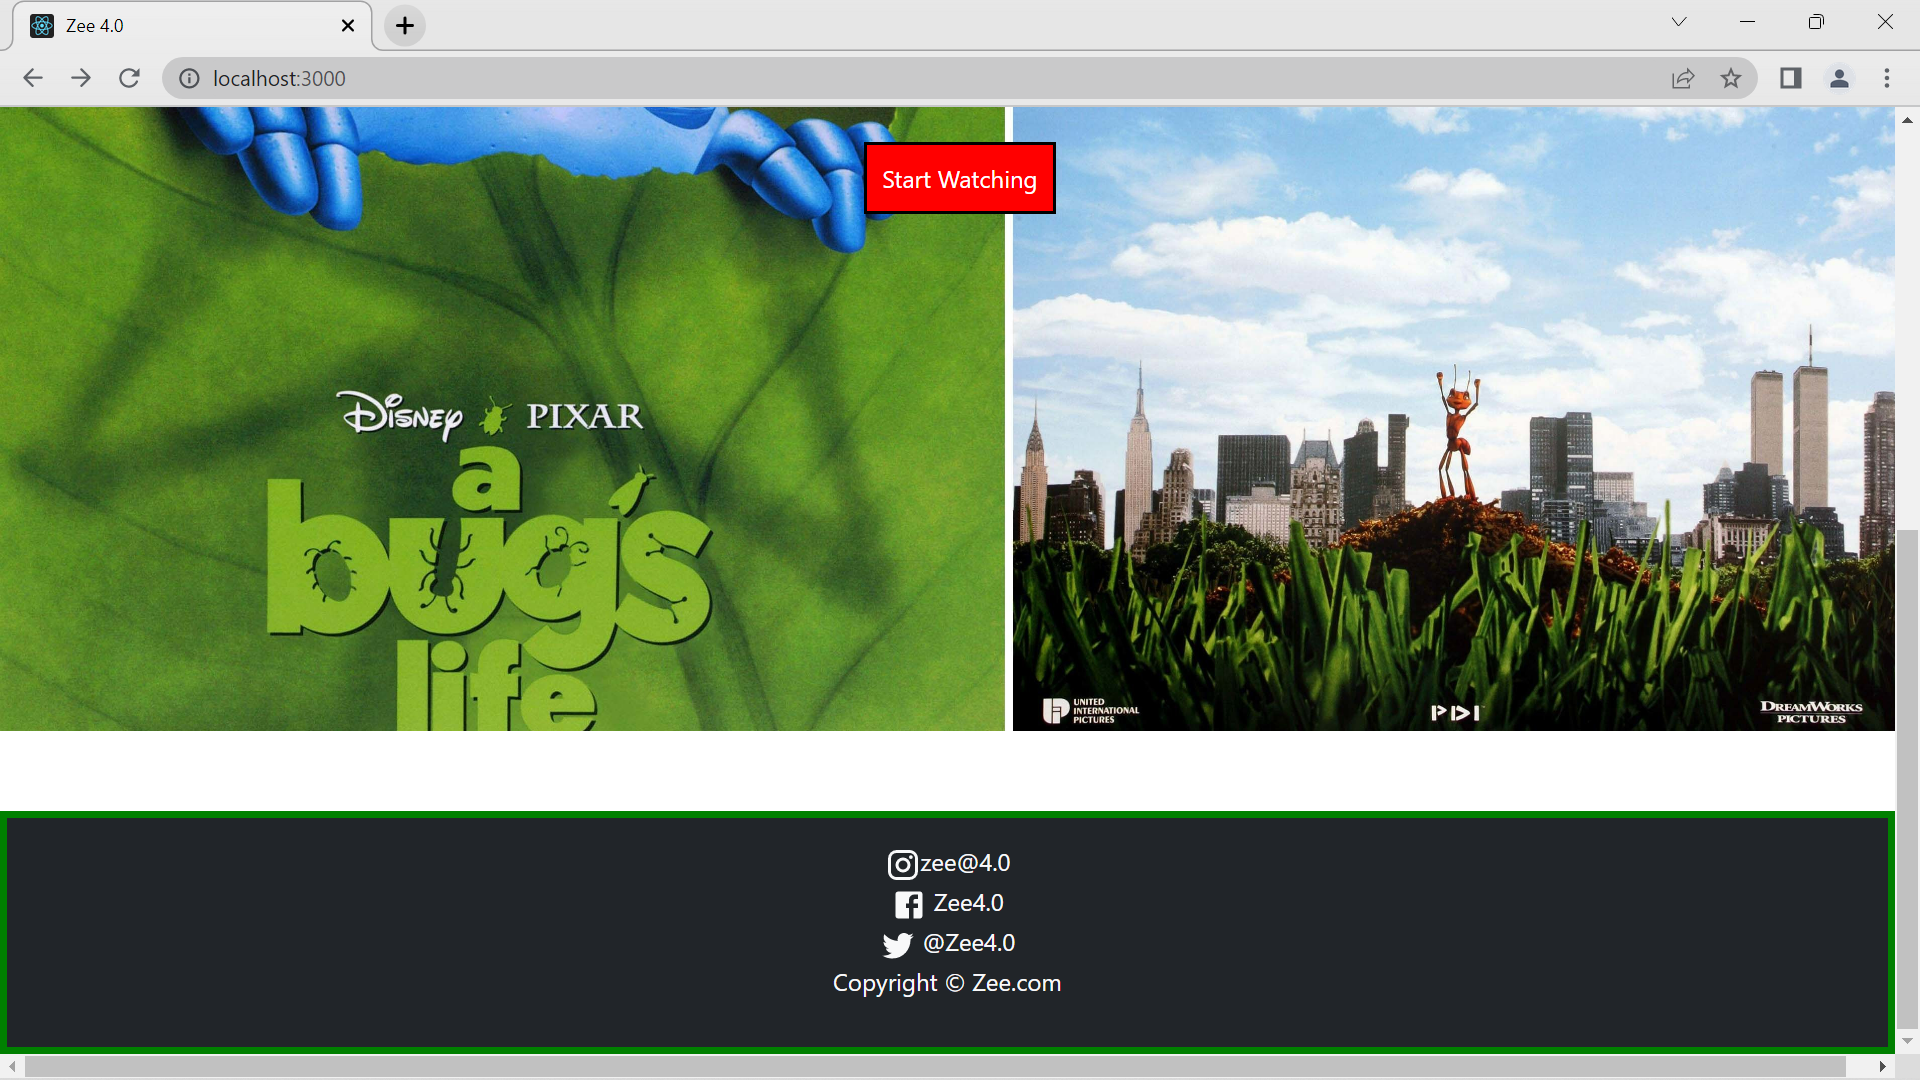 Zee 4.0
localhost:3000
Start Watching
Disney PIXAR
a
bug's
life
UNITED
INTERNATIONAL
PICTURES
PDI
DREAMWORKS
PICTURES
zee@4.0
Zee4.0
@Zee4.0
Copyright © Zee.com